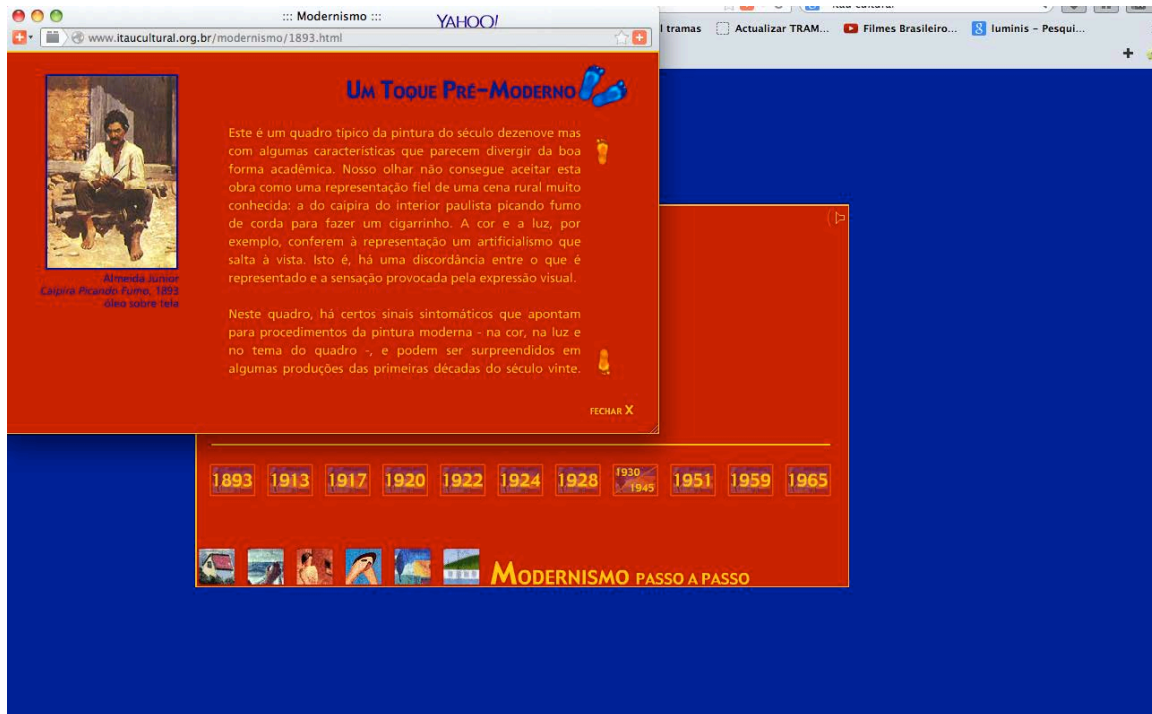 ::: Modernismo :::
YAHOO!
www.itaucultural.org.br/modernismo/1893.html
l tramas
Actualizar TRAM...
Filmes Brasileiro...
luminis – Pesqui...
UM TOQUE PRÉ-MODERNO
Este é um quadro típico da pintura do século dezenove mas
com algumas características que parecem divergir da boa
forma acadêmica. Nosso olhar não consegue aceitar esta
obra como uma representação fiel de uma cena rural muito
conhecida: a do caipira do interior paulista picando fumo
de corda para fazer um cigarrinho. A cor e a luz, por
exemplo, conferem à representação um artificialismo que
salta à vista. Isto é, há uma discordância entre o que é
representado e a sensação provocada pela expressão visual.
Neste quadro, há certos sinais sintomáticos que apontam
para procedimentos da pintura moderna - na cor, na luz e
no tema do quadro -, e podem ser surpreendidos em
algumas produções das primeiras décadas do século vinte.
Almeida Junior
Caipira Picando Fumo, 1893
óleo sobre tela
FECHAR X
1893
1913
1917
1920
1922
1924
1928
1930
1945
1951
1959
1965
MODERNISMO PASSO A PASSO